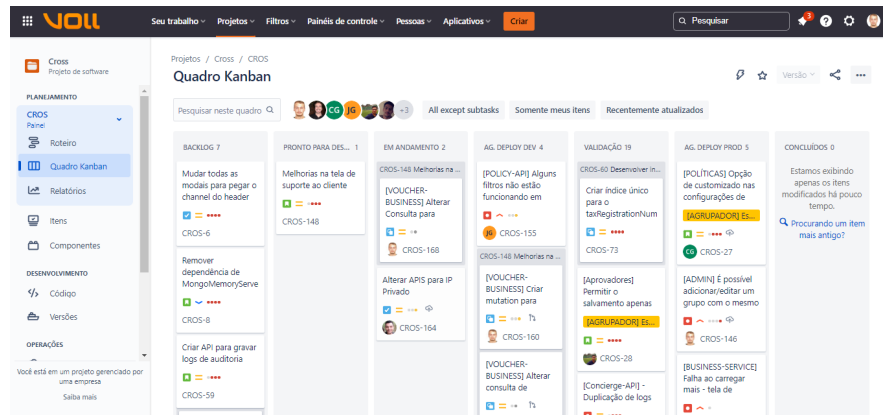 VOLL
Seu trabalho
Projetos
Filtros
Painéis de controle
Pessoas
Aplicativos
Criar
Pesquisar
3
Cross
Projeto de software
PLANEJAMENTO
CROS
Painel
Roteiro
Quadro Kanban
Relatórios
Itens
Componentes
DESENVOLVIMENTO
Código
Versões
OPERAÇÕES
Você está em um projeto gerenciado por
uma empresa
Saiba mais
Projetos / Cross / CROS
Quadro Kanban
Versão
Pesquisar neste quadro
CG
JG
+3
All except subtasks
Somente meus itens
Recentemente atualizados
BACKLOG 7
Mudar todas as
modais para pegar o
channel do header
CROS-6
Remover
dependência de
MongoMemoryServe
CROS-8
Criar API para gravar
logs de auditoria
CROS-59
PRONTO PARA DES... 1
Melhorias na tela de
suporte ao cliente
CROS-148
EM ANDAMENTO 2
CROS-148 Melhorias na ...
[VOUCHER-
BUSINESS] Alterar
Consulta para
CROS-168
Alterar APIS para IP
Privado
CROS-164
AG. DEPLOY DEV 4
[POLICY-API] Alguns
filtros não estão
funcionando em
JG
CROS-155
CROS-148 Melhorias na ...
[VOUCHER-
BUSINESS] Criar
mutation para
CROS-160
[VOUCHER-
BUSINESS] Alterar
consulta de
VALIDAÇÃO 19
CROS-60 Desenvolver in...
Criar índice único
para o
taxRegistrationNum
CROS-73
[Aprovadores]
Permitir o
salvamento apenas
[AGRUPADOR] Es...
CROS-28
[Concierge-API] -
Duplicação de logs
AG. DEPLOY PROD 5
[POLÍTICAS] Opção
de customizado nas
configurações de
[AGRUPADOR] Es...
CG
CROS-27
[ADMIN] É possível
adicionar/editar um
grupo com o mesmo
CROS-146
[BUSINESS-SERVICE]
Falha ao carregar
mais - tela de
CONCLUÍDOS 0
Estamos exibindo
apenas os itens
modificados há pouco
tempo.
Procurando um item
mais antigo?